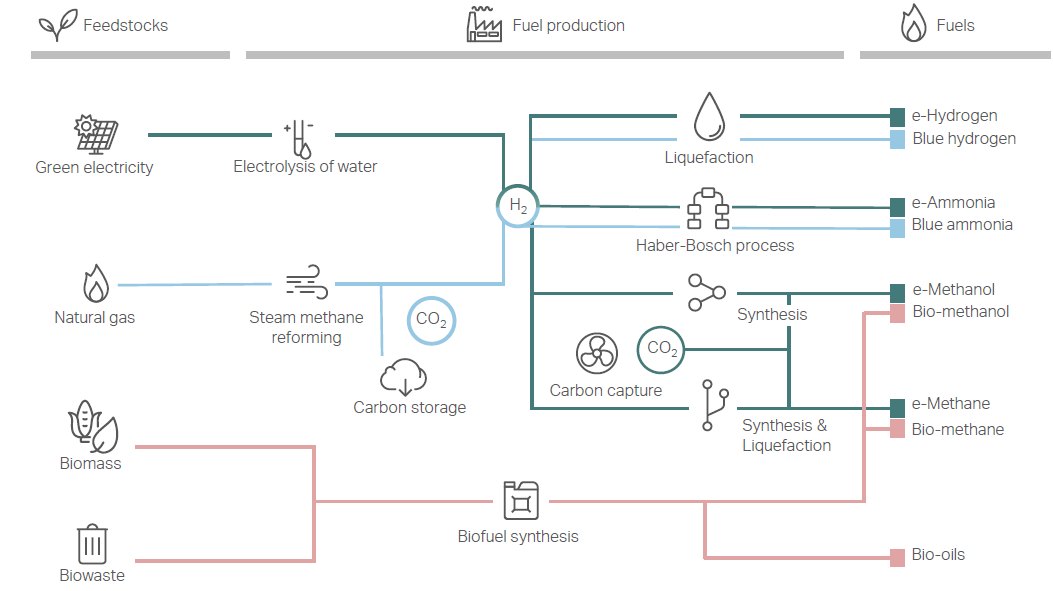 Feedstocks
Fuel production
Fuels
Green electricity
Electrolysis of water
Liquefaction
e-Hydrogen
Blue hydrogen
H₂
Haber-Bosch process
e-Ammonia
Blue ammonia
Natural gas
Steam methane
reforming
CO₂
Carbon storage
Synthesis
e-Methanol
Bio-methanol
CO₂
Carbon capture
Synthesis &
Liquefaction
e-Methane
Bio-methane
Biomass
Biowaste
Biofuel synthesis
Bio-oils